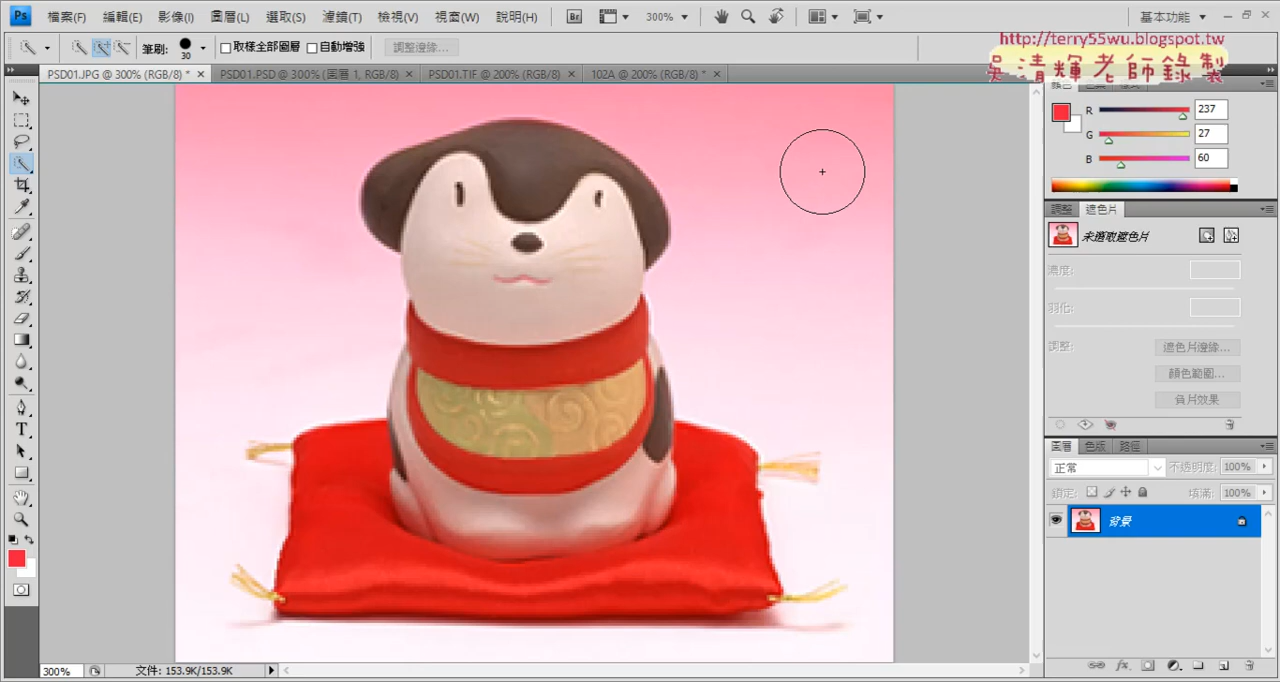 Ps 檔案(F) 編輯(E) 影像(I) 圖層(L) 選取(S) 濾鏡(T) 檢視(V) 視窗(W) 說明(H) Br 300% 基本功能
http://terry55wu.blogspot.tw
筆刷: 30 取樣全部圖層 自動增強 調整邊緣...
吳清輝老師錄製
PSD01.JPG @ 300% (RGB/8) * PSD01.PSD @ 300% (圖層 1, RGB/8) PSD01.TIF @ 200% (RGB/8) 102A @ 200% (RGB/8) *
R 237
G 27
B 60
調整 遮色片
未選取遮色片
濃度:
羽化:
調整: 遮色片邊緣...
顏色範圍...
負片效果
圖層 色版 路徑
正常 不透明度: 100%
鎖定: 填滿: 100%
背景
300% 文件: 153.9K/153.9K